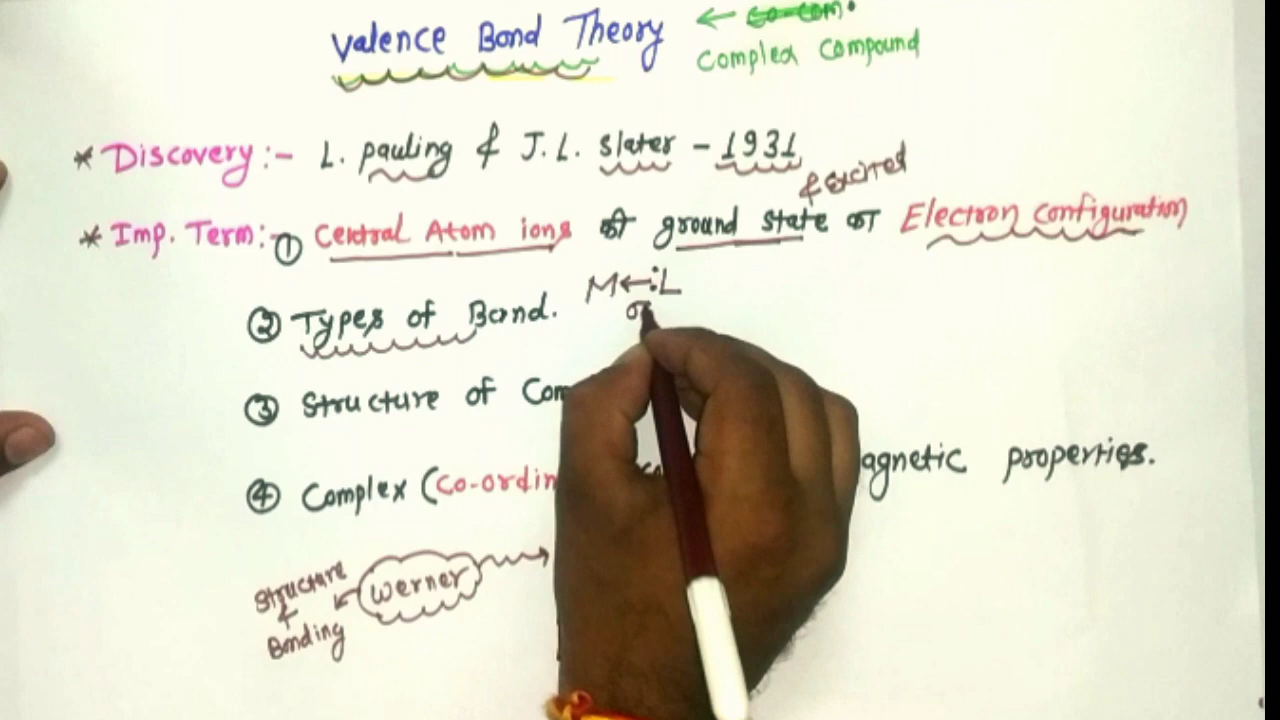 Valence Bond Theory ←
Complex Compound
* Discovery:- L. Pauling & J.L. Slater - 1931
& excited
* Imp. Term:- ① Central Atom ions की ground state का Electron Configuration
② Types of Bond. M←:L
σ
③ Structure of Com
④ Complex (Co-ordin agnetic properties.
Structure & Bonding ← Werner →